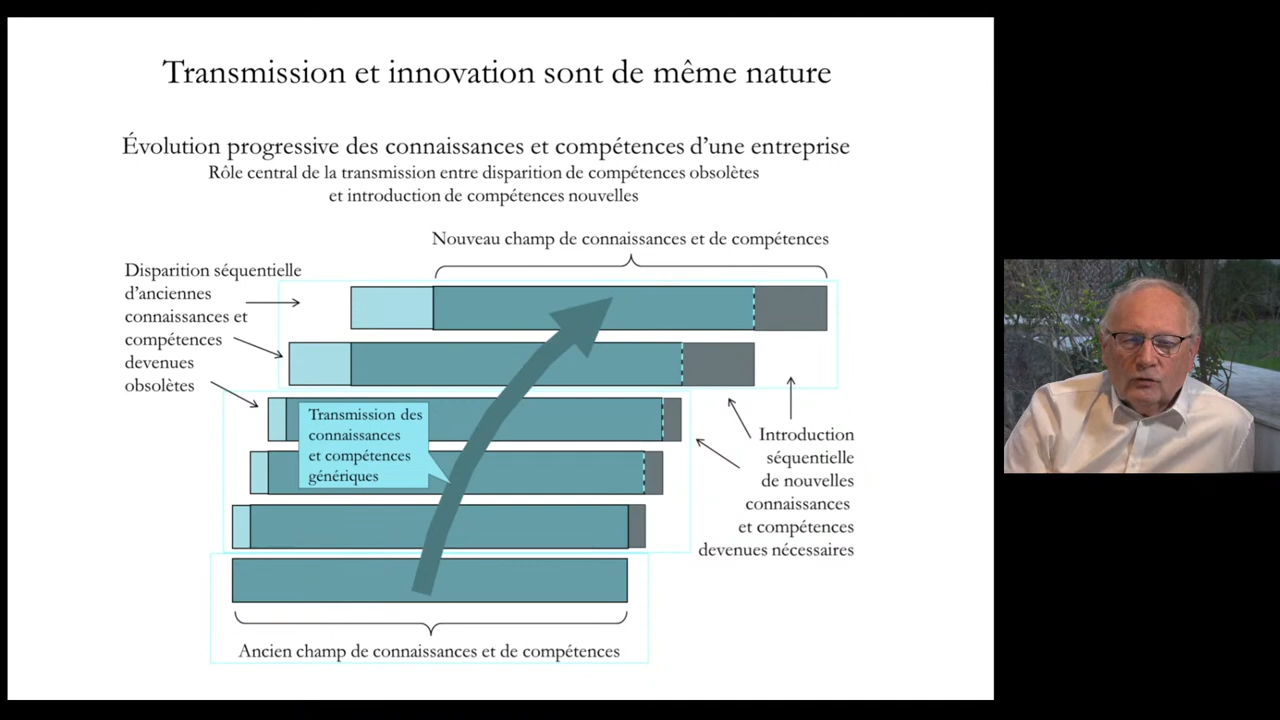 Transmission et innovation sont de même nature
Évolution progressive des connaissances et compétences d’une entreprise
Rôle central de la transmission entre disparition de compétences obsolètes
et introduction de compétences nouvelles
Nouveau champ de connaissances et de compétences
Disparition séquentielle
d’anciennes
connaissances et
compétences
devenues
obsolètes
Transmission des
connaissances
et compétences
génériques
Introduction
séquentielle
de nouvelles
connaissances
et compétences
devenues nécessaires
Ancien champ de connaissances et de compétences